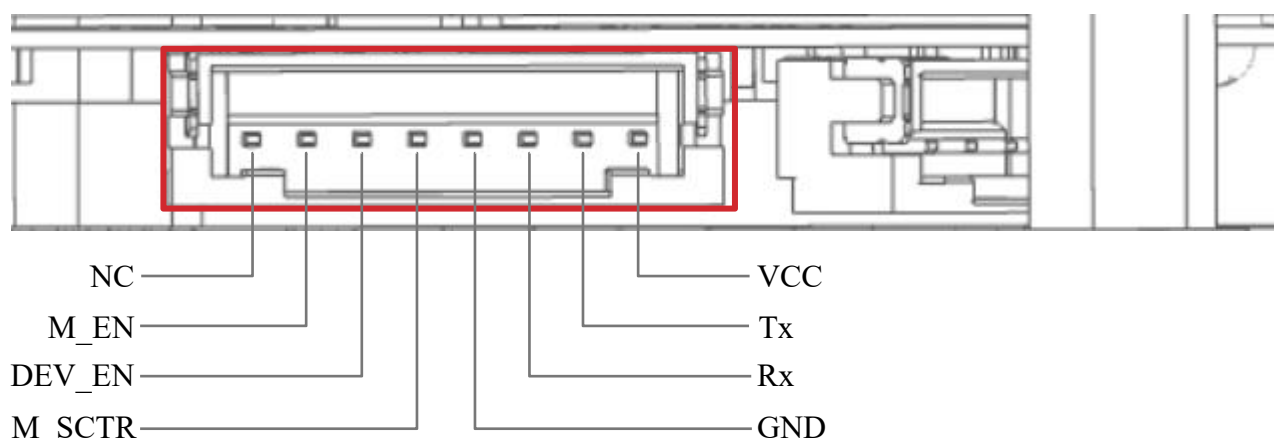 NC
VCC
M_EN
Tx
DEV_EN
Rx
M_SCTR
GND